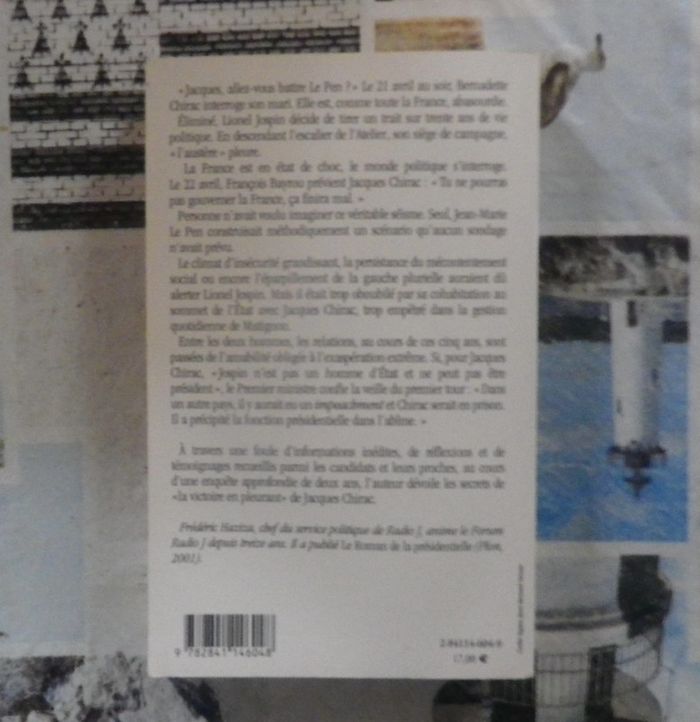 « Jacques, allez-vous battre Le Pen ? » Le 21 avril au soir, Bernadette
Chirac interroge son mari. Elle est, comme toute la France, abasourdie.
Éliminé, Lionel Jospin décide de tirer un trait sur trente ans de vie
politique. En descendant l'escalier de l'Atelier, son siège de campagne,
« l'austère » pleure.
La France est en état de choc, le monde politique s'interroge.
Le 22 avril, François Bayrou prévient Jacques Chirac : « Tu ne pourras
pas gouverner la France, ça finira mal. »
Personne n'avait voulu imaginer ce véritable séisme. Seul, Jean-Marie
Le Pen construisait méthodiquement un scénario qu'aucun sondage
n'avait prévu.
Le climat d'insécurité grandissant, la persistance du mécontentement
social ou encore l'éparpillement de la gauche plurielle auraient dû
alerter Lionel Jospin. Mais il était trop obnubilé par sa cohabitation au
sommet de l'État avec Jacques Chirac, trop empêtré dans la gestion
quotidienne de Matignon.
Entre les deux hommes, les relations, au cours de ces cinq ans, sont
passées de l'amabilité obligée à l'exaspération extrême. Si, pour Jacques
Chirac, « Jospin n'est pas un homme d'État et ne peut pas être
président », le Premier ministre confie la veille du premier tour : « Dans
un autre pays, il y aurait eu un impeachment et Chirac serait en prison.
Il a précipité la fonction présidentielle dans l'abîme. »
À travers une foule d'informations inédites, de réflexions et de
témoignages recueillis parmi les candidats et leurs proches, au cours
d'une enquête approfondie de deux ans, l'auteur dévoile les secrets de
«la victoire en pleurant» de Jacques Chirac.
Frédéric Haziza, chef du service politique de Radio J, anime le Forum
Radio J depuis treize ans. Il a publié Le Roman de la présidentielle (Plon,
2001).
9 782841 146048
2-84114-604-9
17,00 €